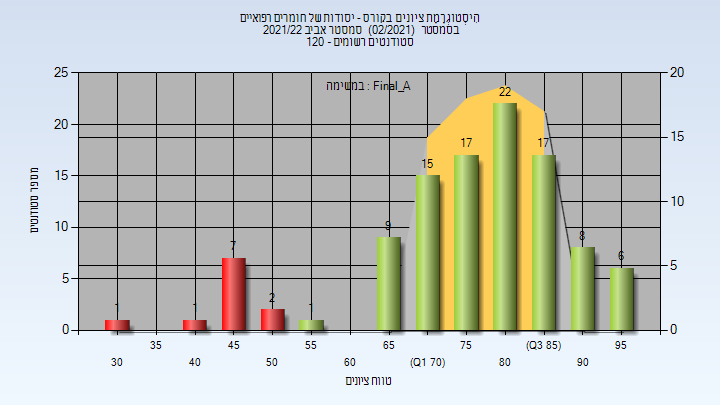 הִיסְטוֹגְרָמַת ציונים בקורס - יסודות של חומרים רפואיים
בסמסטר (02/2021) סמסטר אביב 2021/22
סטודנטים רשומים - 120
במשימה : Final_A
25 20
22
20
17 17
15 15
15
10 10
9
8
7
6
5 5
2
1 1 1
0 0
מספר סטודנטים
35 45 55 65 75 (Q3 85) 95
30 40 50 60 (Q1 70) 80 90
טווח ציונים